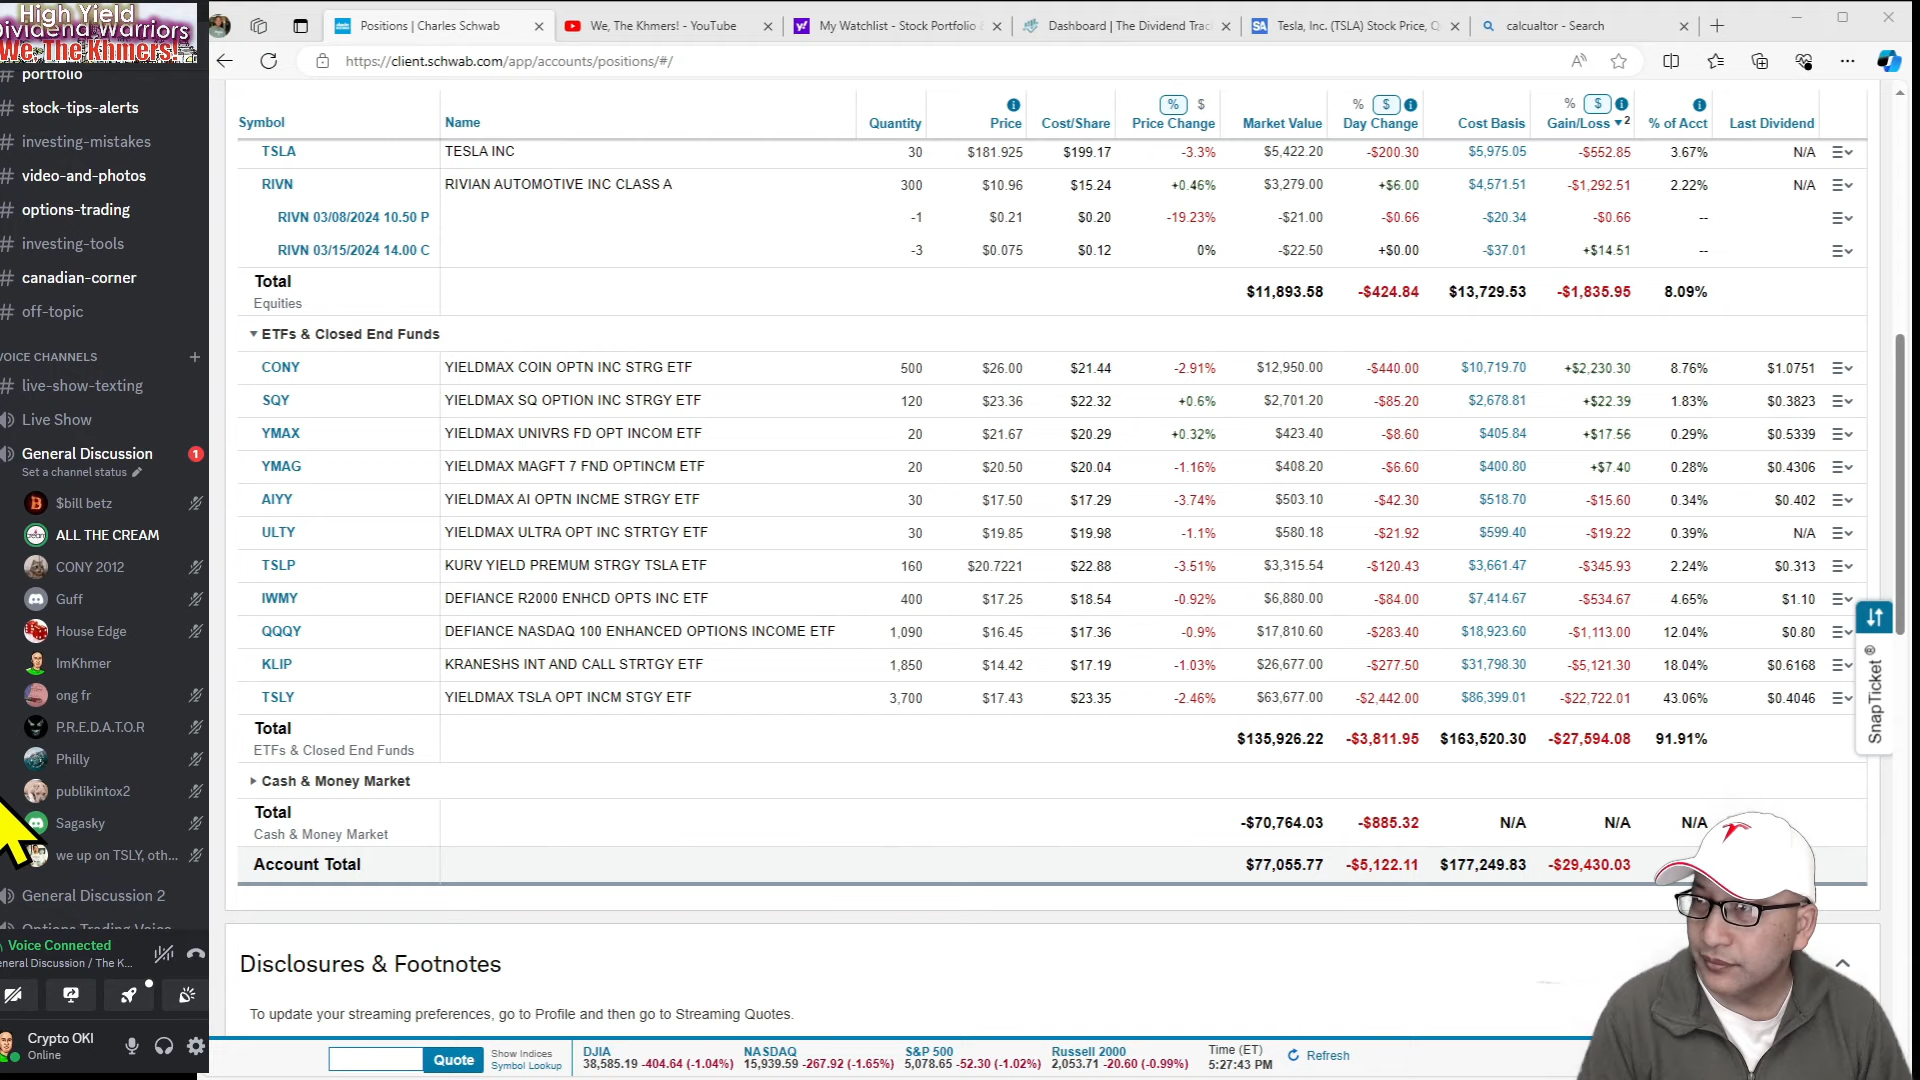 High Yield
Dividend Warriors
We The Khmers!
portfolio
# stock-tips-alerts
# investing-mistakes
# video-and-photos
# options-trading
# investing-tools
# canadian-corner
# off-topic
VOICE CHANNELS +
# live-show-texting
Live Show
General Discussion 1
Set a channel status
$bill betz
ALL THE CREAM
CONY 2012
Guff
House Edge
ImKhmer
ong fr
P.R.E.D.A.T.O.R
Philly
publikintox2
Sagasky
we up on TSLY, oth...
General Discussion 2
Options Trading Voice
Voice Connected
eneral Discussion / The K...
Crypto OKI
Online
Positions | Charles Schwab
We, The Khmers! - YouTube
My Watchlist - Stock Portfolio &
Dashboard | The Dividend Trac
Tesla, Inc. (TSLA) Stock Price, Q
calcualtor - Search
https://client.schwab.com/app/accounts/positions/#/
% $ % $ % $
Symbol Name Quantity Price Cost/Share Price Change Market Value Day Change Cost Basis Gain/Loss 2 % of Acct Last Dividend
TSLA TESLA INC 30 $181.925 $199.17 -3.3% $5,422.20 -$200.30 $5,975.05 -$552.85 3.67% N/A
RIVN RIVIAN AUTOMOTIVE INC CLASS A 300 $10.96 $15.24 +0.46% $3,279.00 +$6.00 $4,571.51 -$1,292.51 2.22% N/A
RIVN 03/08/2024 10.50 P -1 $0.21 $0.20 -19.23% -$21.00 -$0.66 -$20.34 -$0.66 --
RIVN 03/15/2024 14.00 C -3 $0.075 $0.12 0% -$22.50 +$0.00 -$37.01 +$14.51 --
Total
Equities $11,893.58 -$424.84 $13,729.53 -$1,835.95 8.09%
ETFs & Closed End Funds
CONY YIELDMAX COIN OPTN INC STRG ETF 500 $26.00 $21.44 -2.91% $12,950.00 -$440.00 $10,719.70 +$2,230.30 8.76% $1.0751
SQY YIELDMAX SQ OPTION INC STRGY ETF 120 $23.36 $22.32 +0.6% $2,701.20 -$85.20 $2,678.81 +$22.39 1.83% $0.3823
YMAX YIELDMAX UNIVRS FD OPT INCOM ETF 20 $21.67 $20.29 +0.32% $423.40 -$8.60 $405.84 +$17.56 0.29% $0.5339
YMAG YIELDMAX MAGFT 7 FND OPTINCM ETF 20 $20.50 $20.04 -1.16% $408.20 -$6.60 $400.80 +$7.40 0.28% $0.4306
AIYY YIELDMAX AI OPTN INCME STRGY ETF 30 $17.50 $17.29 -3.74% $503.10 -$42.30 $518.70 -$15.60 0.34% $0.402
ULTY YIELDMAX ULTRA OPT INC STRTGY ETF 30 $19.85 $19.98 -1.1% $580.18 -$21.92 $599.40 -$19.22 0.39% N/A
TSLP KURV YIELD PREMUM STRGY TSLA ETF 160 $20.7221 $22.88 -3.51% $3,315.54 -$120.43 $3,661.47 -$345.93 2.24% $0.313
IWMY DEFIANCE R2000 ENHCD OPTS INC ETF 400 $17.25 $18.54 -0.92% $6,880.00 -$84.00 $7,414.67 -$534.67 4.65% $1.10
QQQY DEFIANCE NASDAQ 100 ENHANCED OPTIONS INCOME ETF 1,090 $16.45 $17.36 -0.9% $17,810.60 -$283.40 $18,923.60 -$1,113.00 12.04% $0.80
KLIP KRANESHS INT AND CALL STRTGY ETF 1,850 $14.42 $17.19 -1.03% $26,677.00 -$277.50 $31,798.30 -$5,121.30 18.04% $0.6168
TSLY YIELDMAX TSLA OPT INCM STGY ETF 3,700 $17.43 $23.35 -2.46% $63,677.00 -$2,442.00 $86,399.01 -$22,722.01 43.06% $0.4046
Total
ETFs & Closed End Funds $135,926.22 -$3,811.95 $163,520.30 -$27,594.08 91.91%
Cash & Money Market
Total
Cash & Money Market -$70,764.03 -$885.32 N/A N/A N/A
Account Total $77,055.77 -$5,122.11 $177,249.83 -$29,430.03
SnapTicket ®
Disclosures & Footnotes
To update your streaming preferences, go to Profile and then go to Streaming Quotes.
Quote
Show Indices
Symbol Lookup
DJIA
38,585.19 -404.64 (-1.04%)
NASDAQ
15,939.59 -267.92 (-1.65%)
S&P 500
5,078.65 -52.30 (-1.02%)
Russell 2000
2,053.71 -20.60 (-0.99%)
Time (ET)
5:27:43 PM
Refresh